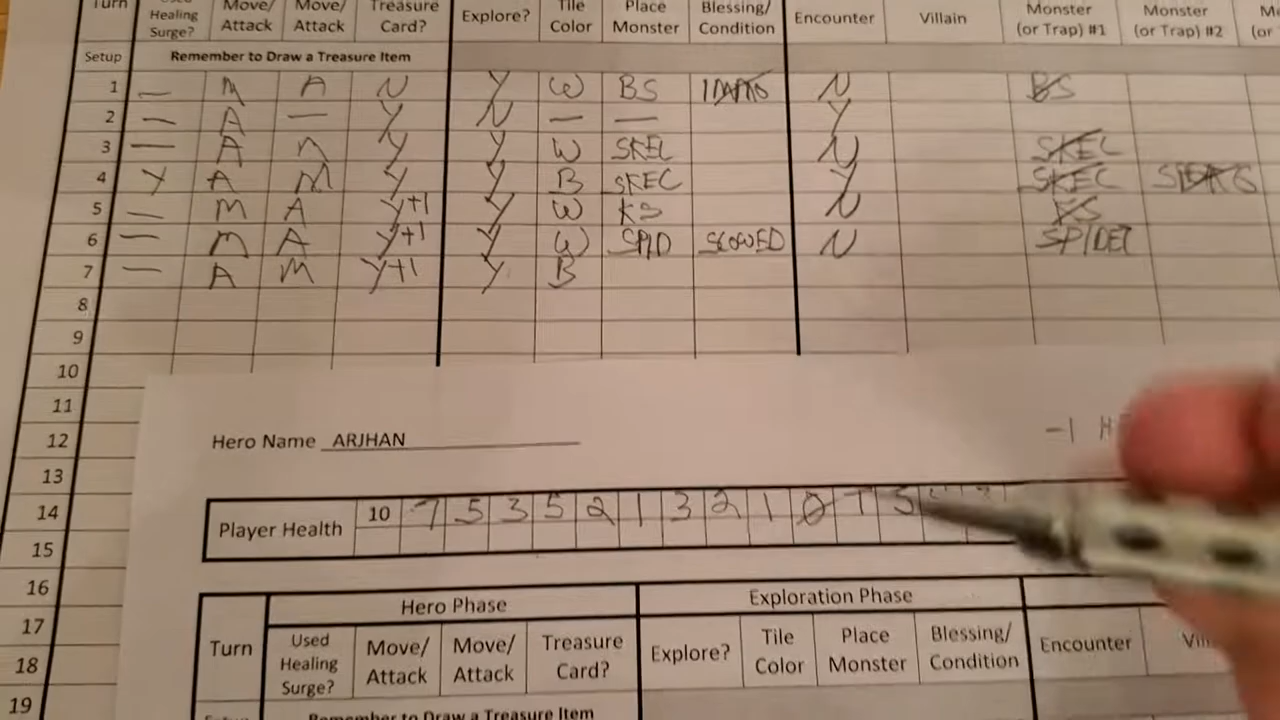 Turn Used Healing Surge? Move/ Attack Move/ Attack Treasure Card? Explore? Tile Color Place Monster Blessing/ Condition Encounter Villain Monster (or Trap) #1 Monster (or Trap) #2
Setup Remember to Draw a Treasure Item
1 — M A N Y W BS N BS
2 — A — Y N — — Y
3 — A M Y Y W SKEL N SKEC
4 Y A M Y Y B SKEC Y SKEC
5 — M A Y+1 Y W KS N KS
6 — M A Y+1 Y W SPID SLOWED N SPIDER
7 — A M Y+1 Y B
8
9
10
11
12
13
14
15
16
17
18
19
Hero Name ARJHAN
-1 H
Player Health 10 7 5 3 5 2 1 3 2 1 0
Hero Phase Exploration Phase
Turn Used Healing Surge? Move/ Attack Move/ Attack Treasure Card? Explore? Tile Color Place Monster Blessing/ Condition Encounter
Remember to Draw a Treasure Item